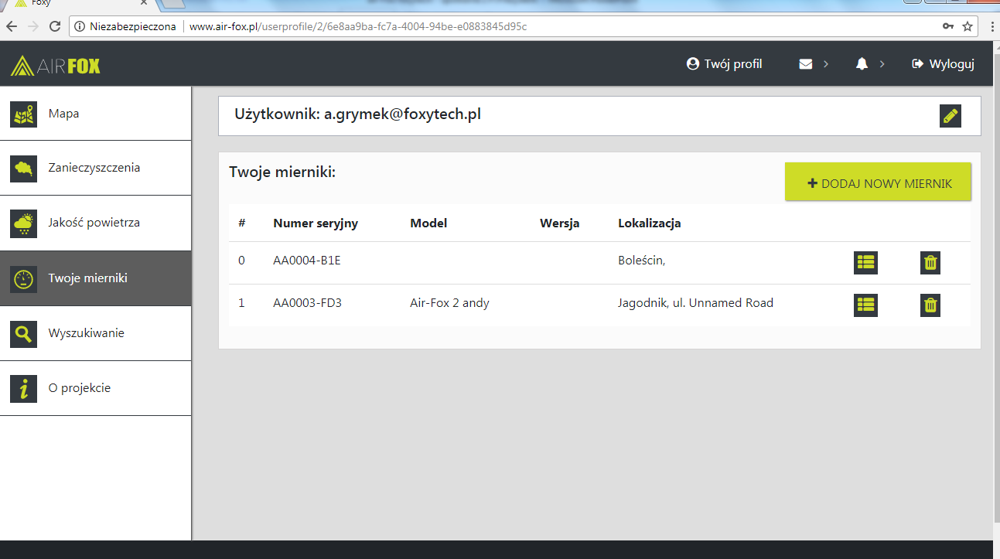 Foxy
Niezabezpieczona www.air-fox.pl/userprofile/2/6e8aa9ba-fc7a-4004-94be-e0883845d95c
AIRFOX Twój profil Wyloguj
Mapa
Zanieczyszczenia
Jakość powietrza
Twoje mierniki
Wyszukiwanie
O projekcie
Użytkownik: a.grymek@foxytech.pl
Twoje mierniki:
DODAJ NOWY MIERNIK
# Numer seryjny Model Wersja Lokalizacja
0 AA0004-B1E Boleścin,
1 AA0003-FD3 Air-Fox 2 andy Jagodnik, ul. Unnamed Road